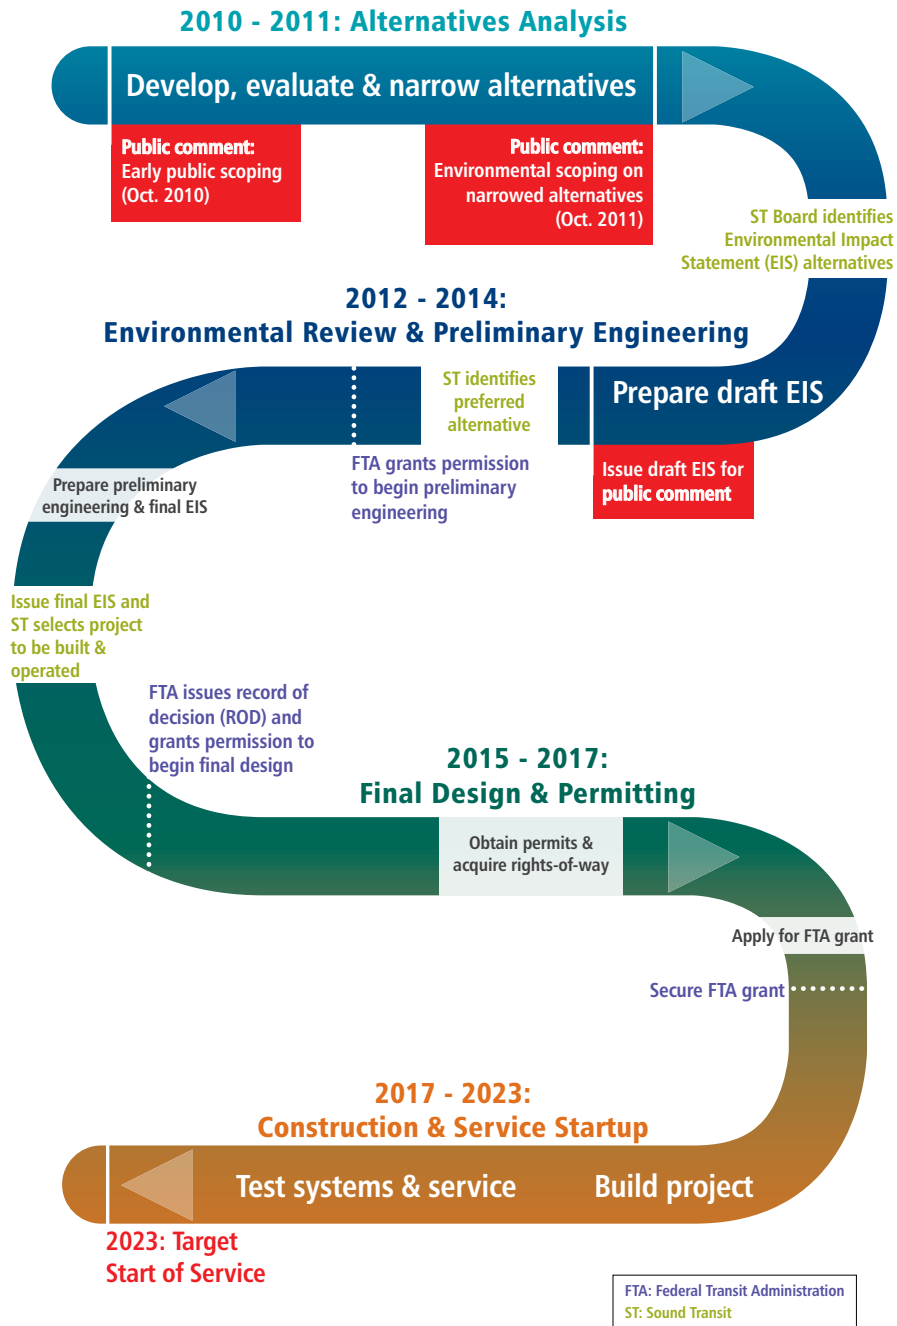 2010 - 2011: Alternatives Analysis
Develop, evaluate & narrow alternatives
Public comment:
Early public scoping
(Oct. 2010)
Public comment:
Environmental scoping on
narrowed alternatives
(Oct. 2011)
ST Board identifies
Environmental Impact
Statement (EIS) alternatives
2012 - 2014:
Environmental Review & Preliminary Engineering
Prepare draft EIS
Issue draft EIS for
public comment
ST identifies
preferred
alternative
FTA grants permission
to begin preliminary
engineering
Prepare preliminary
engineering & final EIS
Issue final EIS and
ST selects project
to be built &
operated
FTA issues record of
decision (ROD) and
grants permission to
begin final design
2015 - 2017:
Final Design & Permitting
Obtain permits &
acquire rights-of-way
Apply for FTA grant
Secure FTA grant
2017 - 2023:
Construction & Service Startup
Build project
Test systems & service
2023: Target
Start of Service
FTA: Federal Transit Administration
ST: Sound Transit